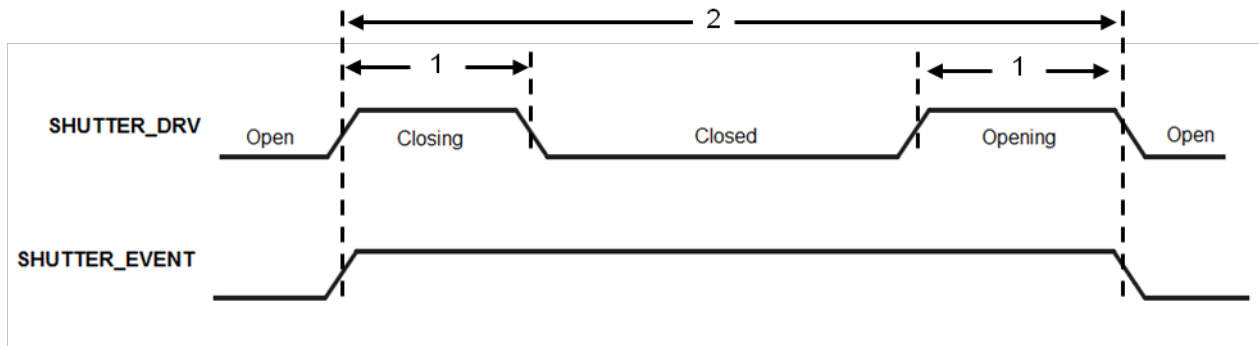 2
1
1
SHUTTER_DRV
Open
Closing
Closed
Opening
Open
SHUTTER_EVENT